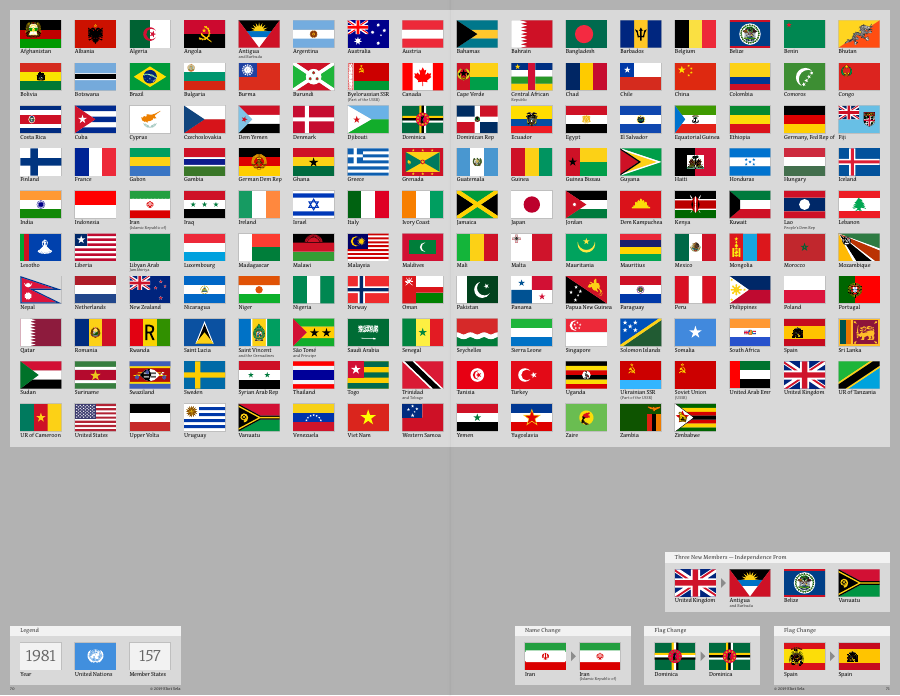 Afghanistan Albania Algeria Angola Antigua Argentina Australia Austria Bahamas Bahrain Bangladesh Barbados Belgium Belize Benin Bhutan
and Barbuda
Bolivia Botswana Brazil Bulgaria Burma Burundi Byelorussian SSR Canada Cape Verde Central African Chad Chile China Colombia Comoros Congo
(Part of the USSR) Republic
Costa Rica Cuba Cyprus Czechoslovakia Dem Yemen Denmark Djibouti Dominica Dominican Rep Ecuador Egypt El Salvador Equatorial Guinea Ethiopia Germany, Fed Rep of Fiji
Finland France Gabon Gambia German Dem Rep Ghana Greece Grenada Guatemala Guinea Guinea Bissau Guyana Haiti Honduras Hungary Iceland
India Indonesia Iran Iraq Ireland Israel Italy Ivory Coast Jamaica Japan Jordan Dem Kampuchea Kenya Kuwait Lao Lebanon
(Islamic Republic of) People's Dem Rep
Lesotho Liberia Libyan Arab Luxembourg Madagascar Malawi Malaysia Maldives Mali Malta Mauritania Mauritius Mexico Mongolia Morocco Mozambique
Jamahiriya
Nepal Netherlands New Zealand Nicaragua Niger Nigeria Norway Oman Pakistan Panama Papua New Guinea Paraguay Peru Philippines Poland Portugal
Qatar Romania Rwanda Saint Lucia Saint Vincent São Tomé Saudi Arabia Senegal Seychelles Sierra Leone Singapore Solomon Islands Somalia South Africa Spain Sri Lanka
and the Grenadines and Principe
Sudan Suriname Swaziland Sweden Syrian Arab Rep Thailand Togo Trinidad Tunisia Turkey Uganda Ukrainian SSR Soviet Union United Arab Emr United Kingdom UR of Tanzania
and Tobago (Part of the USSR) (USSR)
UR of Cameroon United States Upper Volta Uruguay Vanuatu Venezuela Viet Nam Western Samoa Yemen Yugoslavia Zaire Zambia Zimbabwe
Three New Members — Independence From
United Kingdom Antigua Belize Vanuatu
and Barbuda
Legend
1981 157
Year United Nations Member States
Name Change
Iran Iran
(Islamic Republic of)
Flag Change
Dominica Dominica
Flag Change
Spain Spain